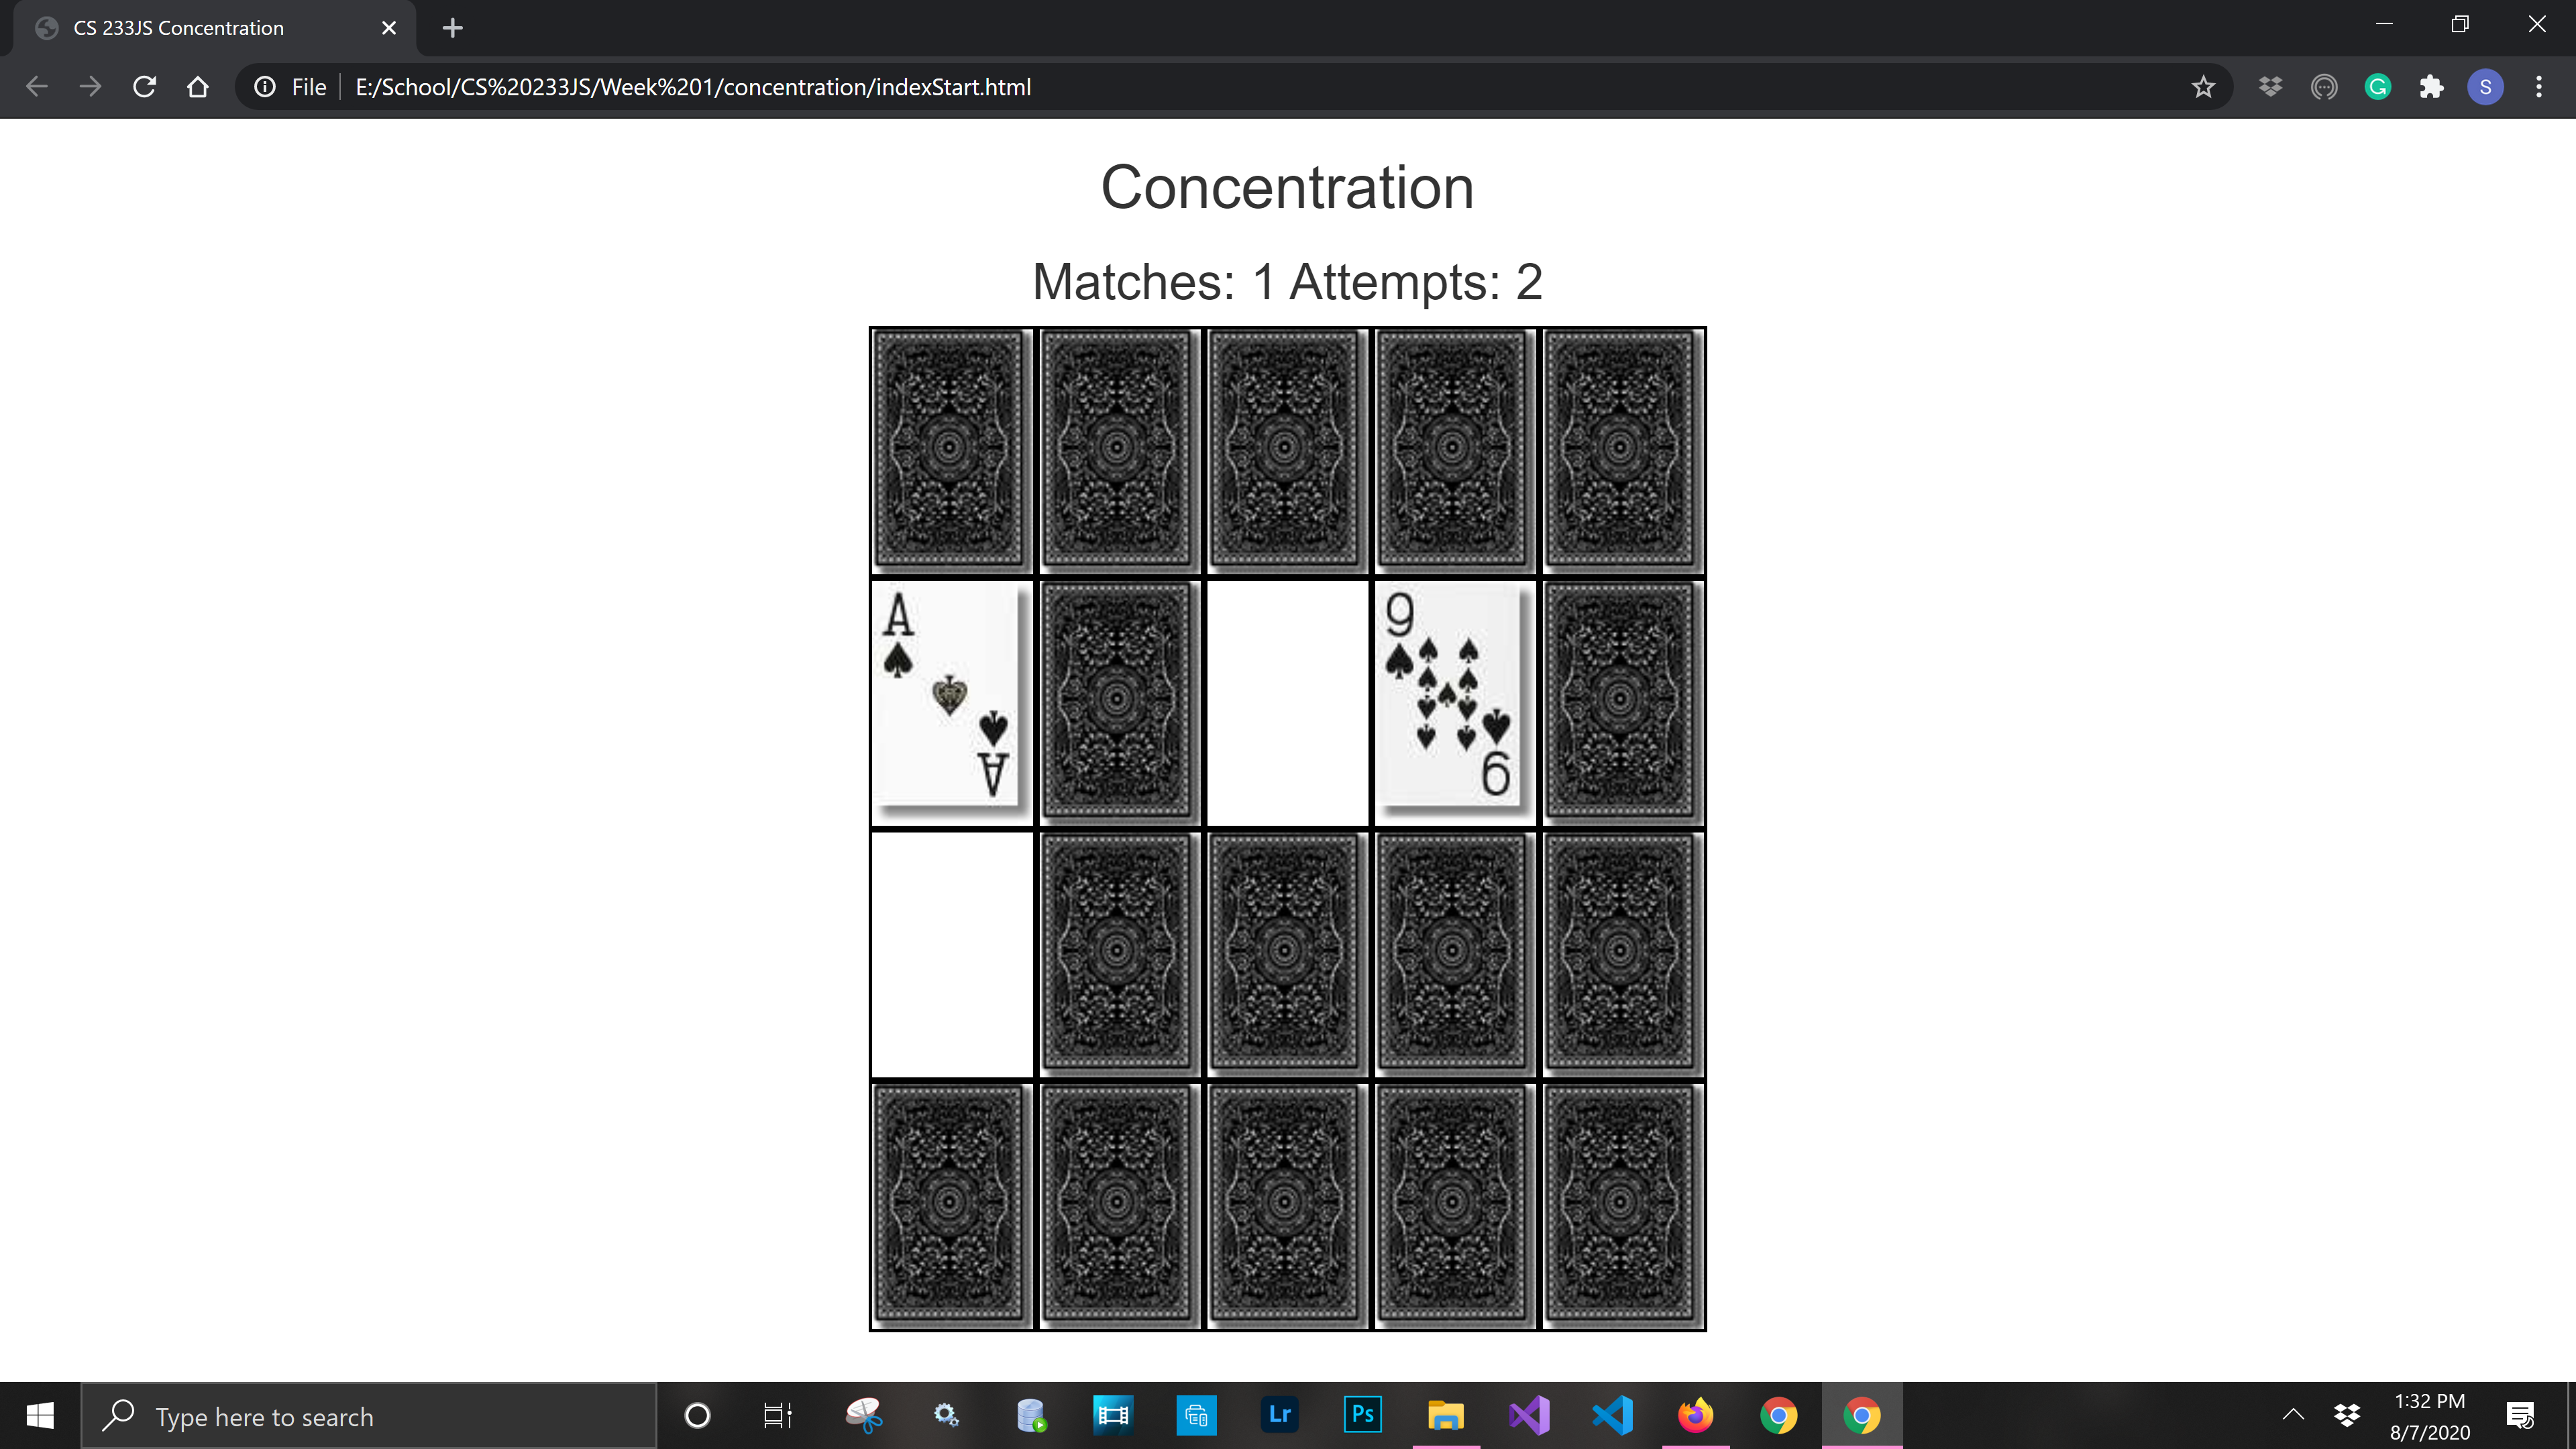 CS 233JS Concentration
File E:/School/CS%20233JS/Week%201/concentration/indexStart.html
S
Concentration
Matches: 1 Attempts: 2
A
A
9
9
Type here to search
Lr
Ps
1:32 PM
8/7/2020